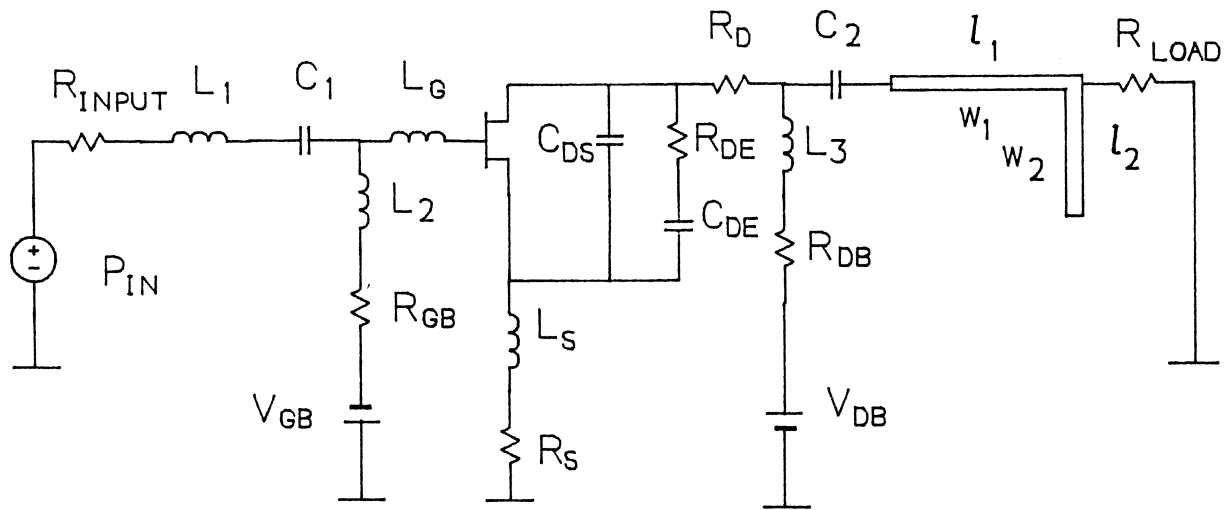 R_INPUT
L_1
C_1
L_G
R_D
C_2
l_1
R_LOAD
C_DS
R_DE
L_3
W_1
W_2
l_2
L_2
C_DE
+
-
P_IN
R_DB
R_GB
L_S
V_GB
V_DB
R_S